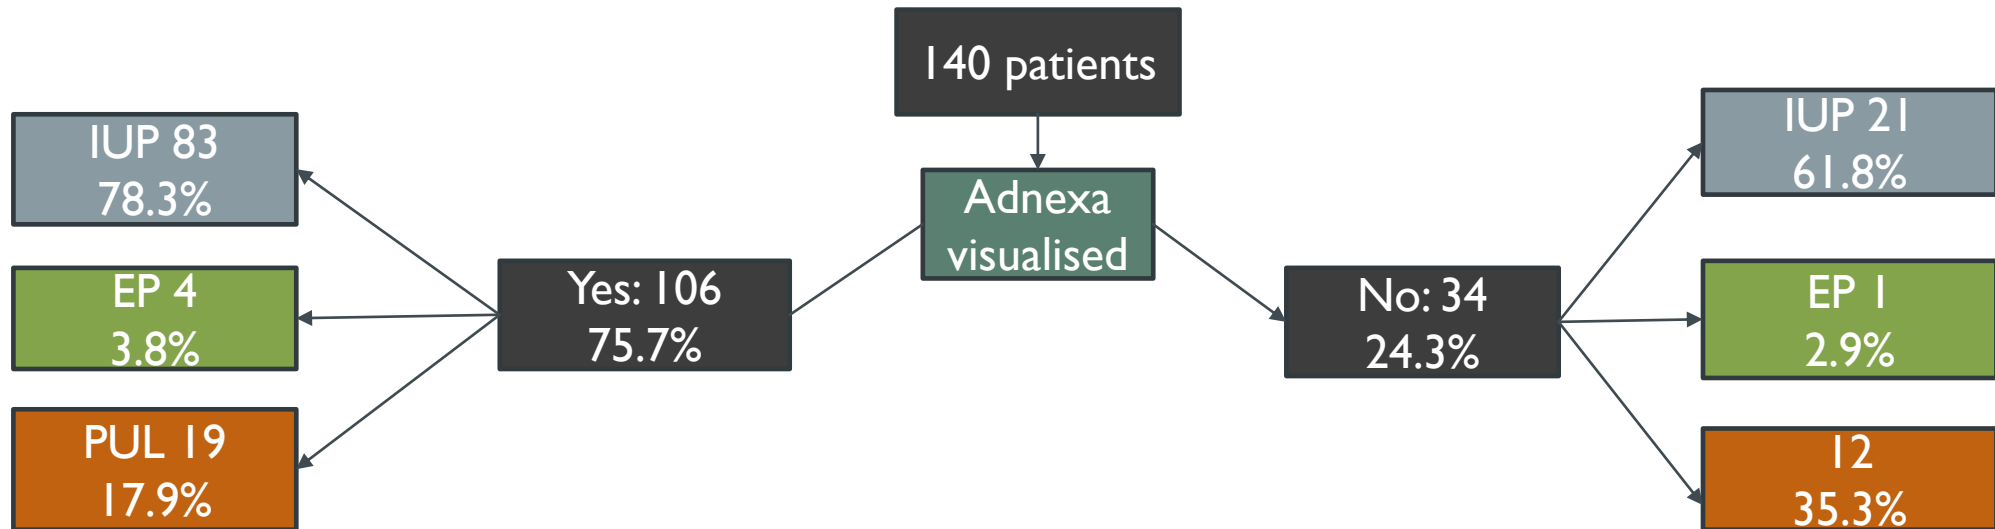 140 patients
Adnexa
visualised
Yes: 106
75.7%
No: 34
24.3%
IUP 83
78.3%
EP 4
3.8%
PUL 19
17.9%
IUP 21
61.8%
EP 1
2.9%
12
35.3%